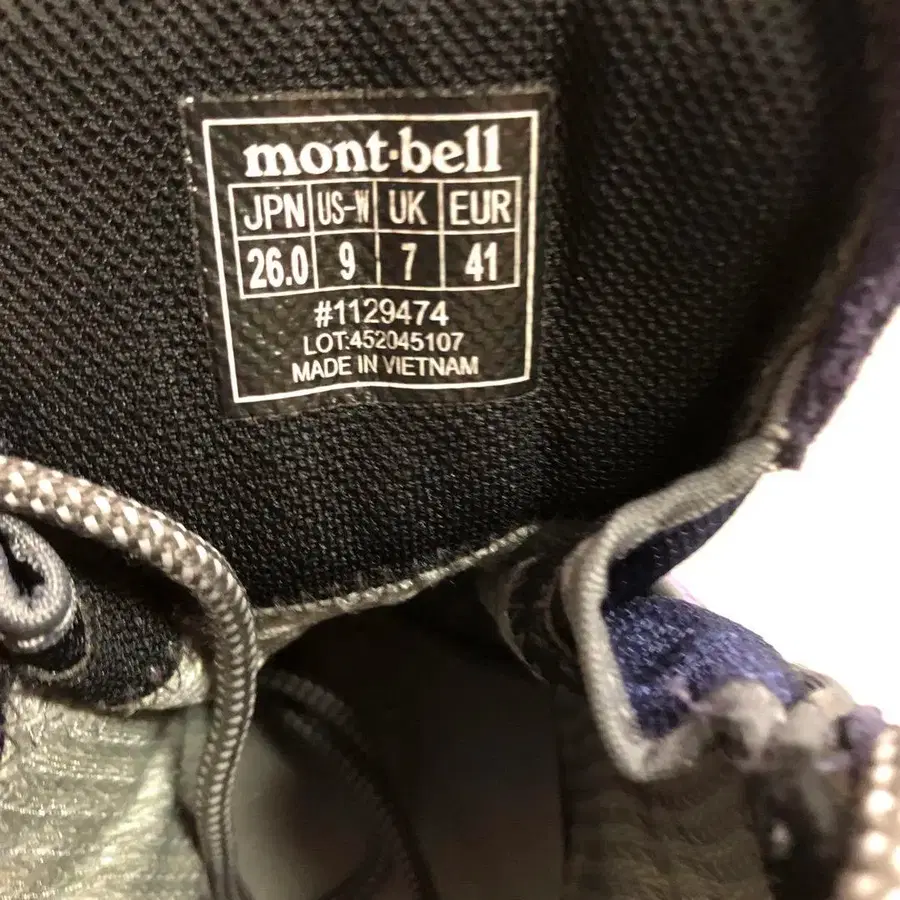 mont·bell
JPN US-W UK EUR
26.0 9 7 41
#1129474
LOT:452045107
MADE IN VIETNAM